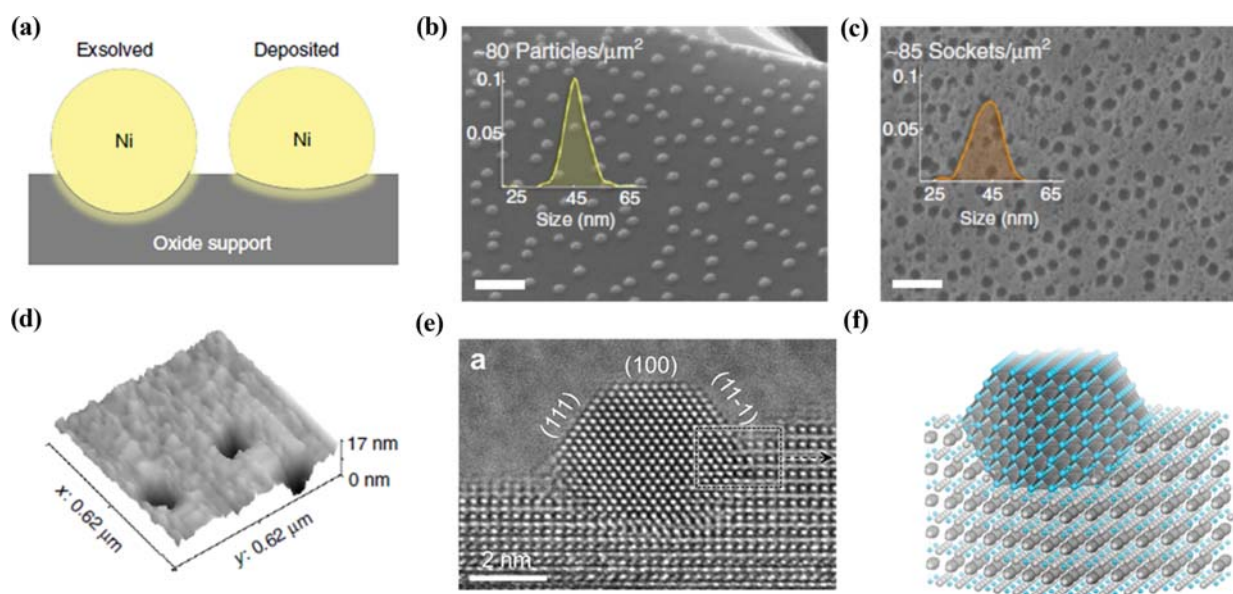 (a)
Exsolved Deposited
Ni Ni
Oxide support
(b)
~80 Particles/μm²
0.1
0.05
25 45 65
Size (nm)
(c)
~85 Sockets/μm²
0.1
0.05
25 45 65
Size (nm)
(d)
17 nm
0 nm
x: 0.62 μm
y: 0.62 μm
(e)
a
(100)
(111)
(11-1)
2 nm
(f)